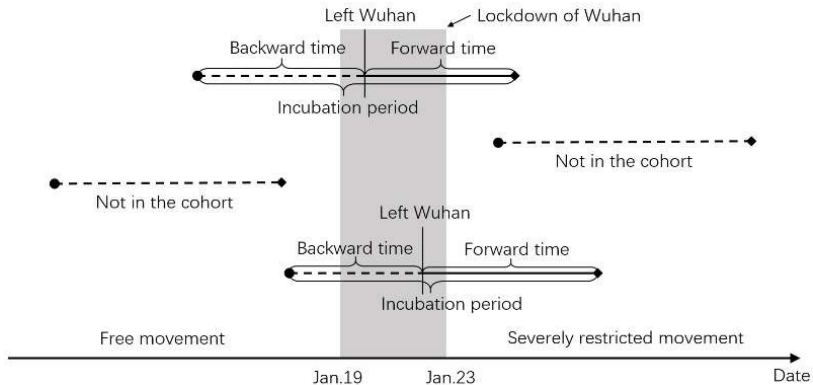 Left Wuhan
Lockdown of Wuhan
Backward time
Forward time
Incubation period
Not in the cohort
Not in the cohort
Left Wuhan
Backward time
Forward time
Incubation period
Free movement
Severely restricted movement
Jan.19
Jan.23
Date